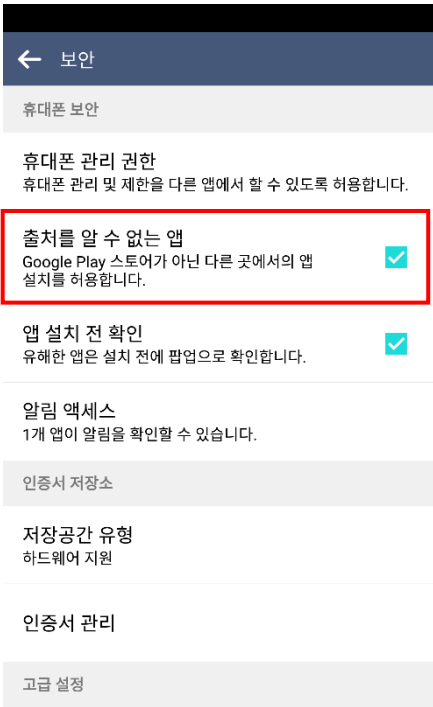 보안
휴대폰 보안
휴대폰 관리 권한
휴대폰 관리 및 제한을 다른 앱에서 할 수 있도록 허용합니다.
출처를 알 수 없는 앱
Google Play 스토어가 아닌 다른 곳에서의 앱
설치를 허용합니다.
앱 설치 전 확인
유해한 앱은 설치 전에 팝업으로 확인합니다.
알림 액세스
1개 앱이 알림을 확인할 수 있습니다.
인증서 저장소
저장공간 유형
하드웨어 지원
인증서 관리
고급 설정